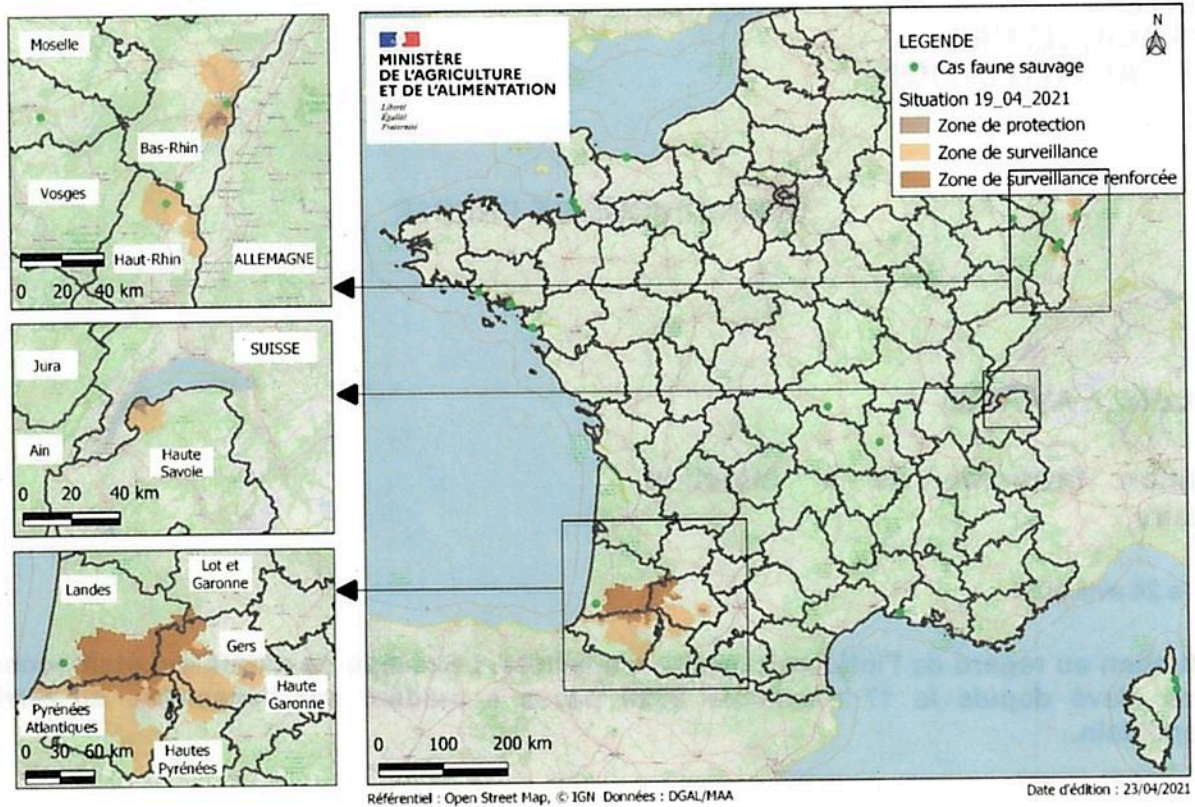 Moselle
Bas-Rhin
Vosges
Haut-Rhin
ALLEMAGNE
0 20 40 km
SUISSE
Jura
Ain
Haute
Savoie
0 20 40 km
Landes
Lot et
Garonne
Gers
Haute
Garonne
Pyrénées
Atlantiques
Hautes
Pyrénées
0 30 60 km
MINISTÈRE
DE L'AGRICULTURE
ET DE L'ALIMENTATION
Liberté
Égalité
Fraternité
N
LEGENDE
Cas faune sauvage
Situation 19_04_2021
Zone de protection
Zone de surveillance
Zone de surveillance renforcée
0 100 200 km
Référentiel : Open Street Map, © IGN Données : DGAL/MAA
Date d'édition : 23/04/2021